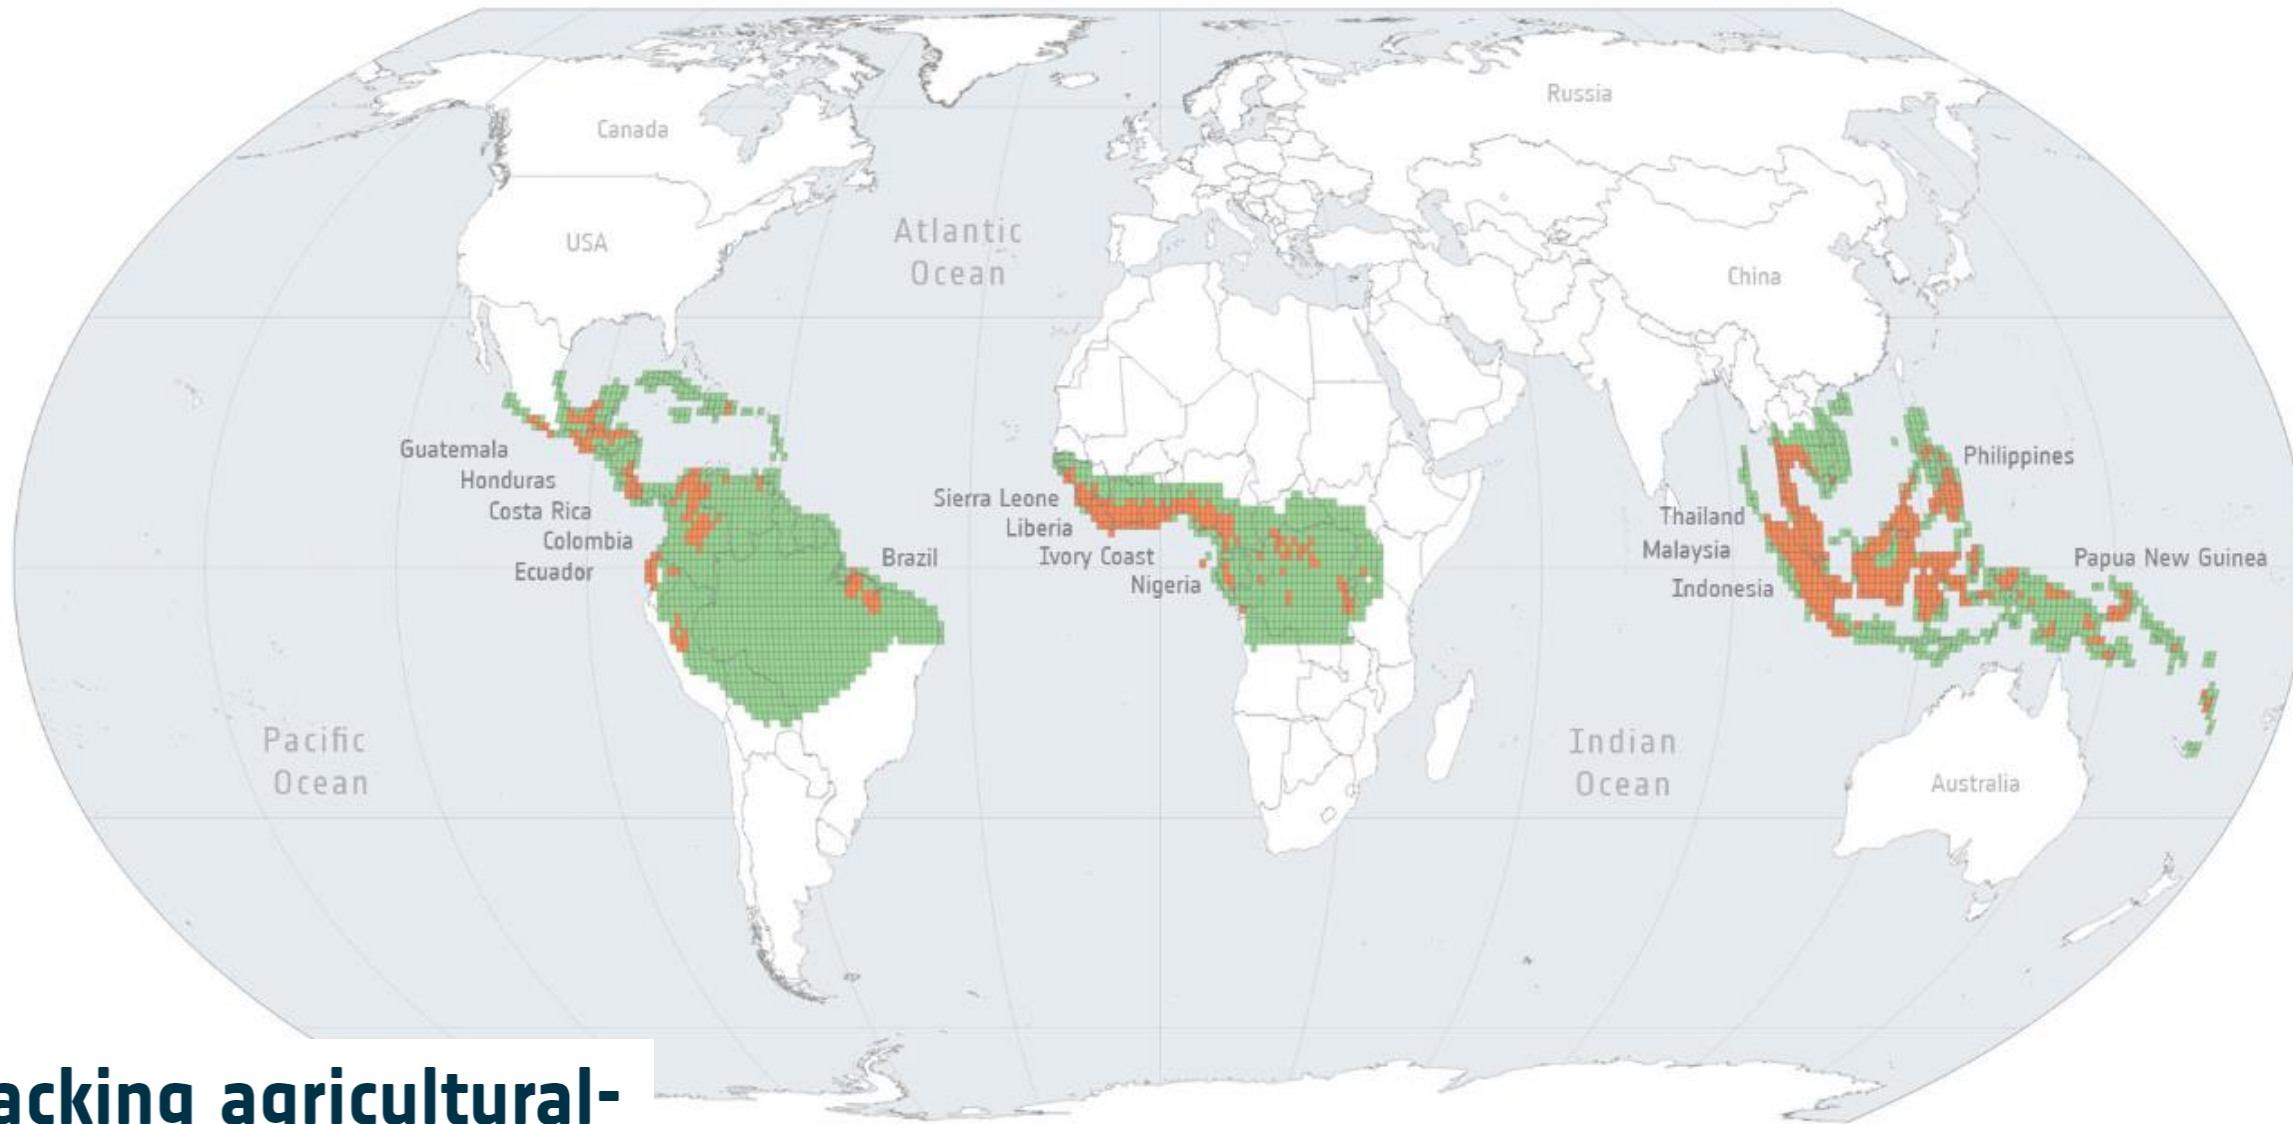 Russia
Canada
USA
Atlantic
Ocean
China
Guatemala
Honduras
Costa Rica
Colombia
Ecuador
Brazil
Sierra Leone
Liberia
Ivory Coast
Nigeria
Philippines
Thailand
Malaysia
Indonesia
Papua New Guinea
Pacific
Ocean
Indian
Ocean
Australia
acking agricultural-